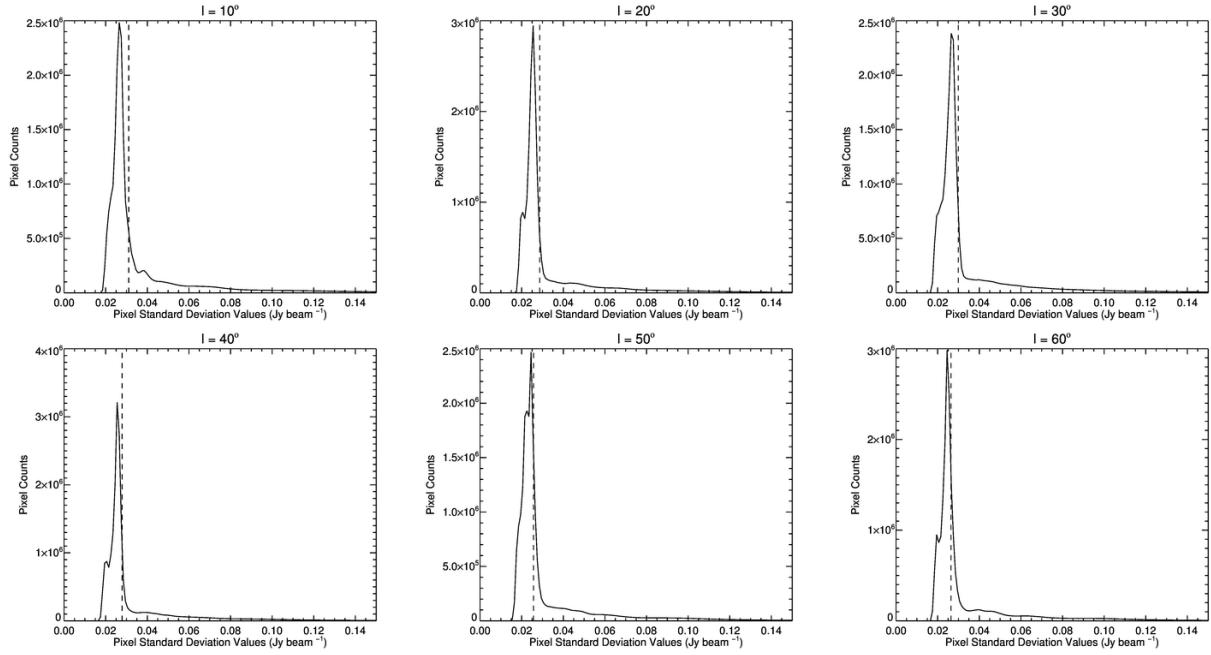 l = 10º
2.5×10⁶
2.0×10⁶
1.5×10⁶
1.0×10⁶
5.0×10⁵
0
Pixel Counts
0.00 0.02 0.04 0.06 0.08 0.10 0.12 0.14
Pixel Standard Deviation Values (Jy beam ⁻¹)
l = 20º
3×10⁶
2×10⁶
1×10⁶
0
Pixel Counts
0.00 0.02 0.04 0.06 0.08 0.10 0.12 0.14
Pixel Standard Deviation Values (Jy beam ⁻¹)
l = 30º
2.5×10⁶
2.0×10⁶
1.5×10⁶
1.0×10⁶
5.0×10⁵
0
Pixel Counts
0.00 0.02 0.04 0.06 0.08 0.10 0.12 0.14
Pixel Standard Deviation Values (Jy beam ⁻¹)
l = 40º
4×10⁶
3×10⁶
2×10⁶
1×10⁶
0
Pixel Counts
0.00 0.02 0.04 0.06 0.08 0.10 0.12 0.14
Pixel Standard Deviation Values (Jy beam ⁻¹)
l = 50º
2.5×10⁶
2.0×10⁶
1.5×10⁶
1.0×10⁶
5.0×10⁵
0
Pixel Counts
0.00 0.02 0.04 0.06 0.08 0.10 0.12 0.14
Pixel Standard Deviation Values (Jy beam ⁻¹)
l = 60º
3×10⁶
2×10⁶
1×10⁶
0
Pixel Counts
0.00 0.02 0.04 0.06 0.08 0.10 0.12 0.14
Pixel Standard Deviation Values (Jy beam ⁻¹)